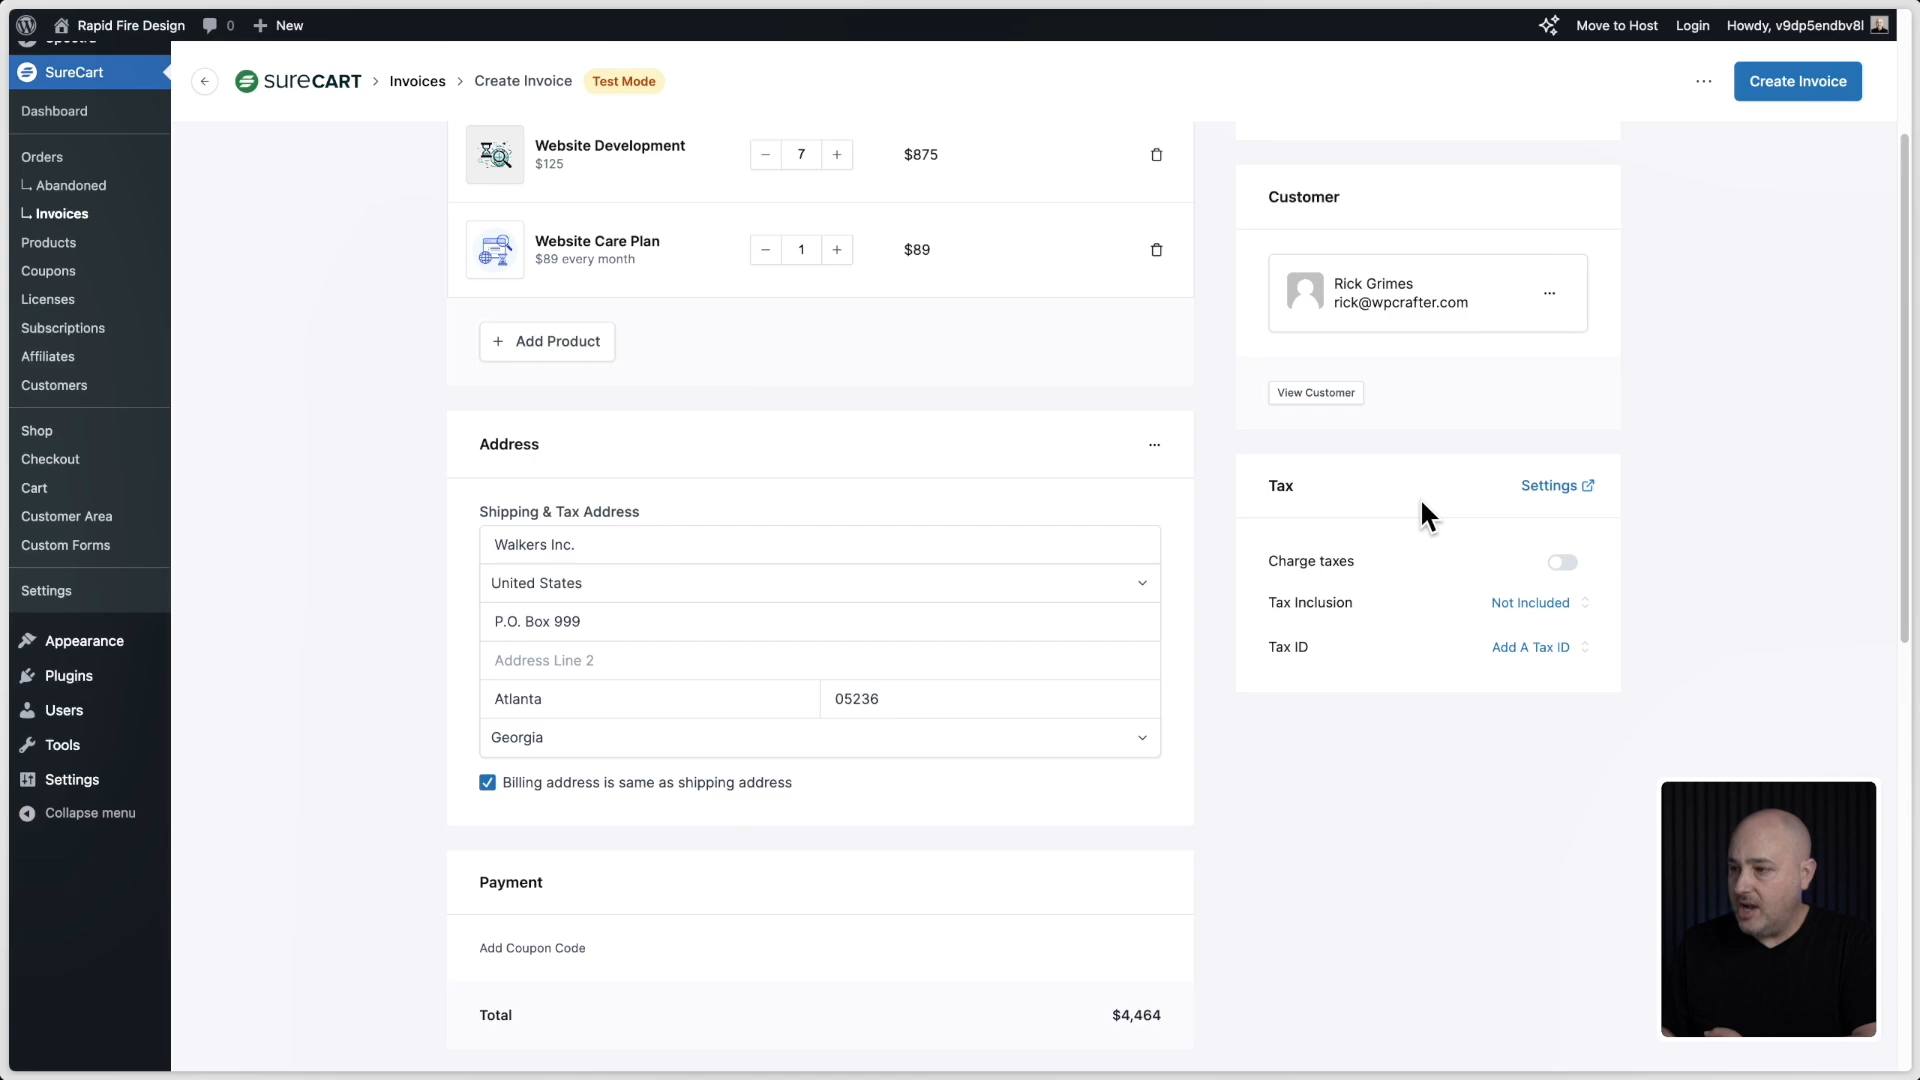 Rapid Fire Design
0
New
Move to Host
Login
Howdy, v9dp5endbv8l
Spectra
SureCart
Dashboard
Orders
Abandoned
Invoices
Products
Coupons
Licenses
Subscriptions
Affiliates
Customers
Shop
Checkout
Cart
Customer Area
Custom Forms
Settings
Appearance
Plugins
Users
Tools
Settings
Collapse menu
SURECART
Invoices
Create Invoice
Test Mode
...
Create Invoice
Website Development
$125
7
$875
Website Care Plan
$89 every month
1
$89
Add Product
Address
...
Shipping & Tax Address
Walkers Inc.
United States
P.O. Box 999
Address Line 2
Atlanta
05236
Georgia
Billing address is same as shipping address
Payment
Add Coupon Code
Total
$4,464
Customer
Rick Grimes
rick@wpcrafter.com
...
View Customer
Tax
Settings
Charge taxes
Tax Inclusion
Not Included
Tax ID
Add A Tax ID